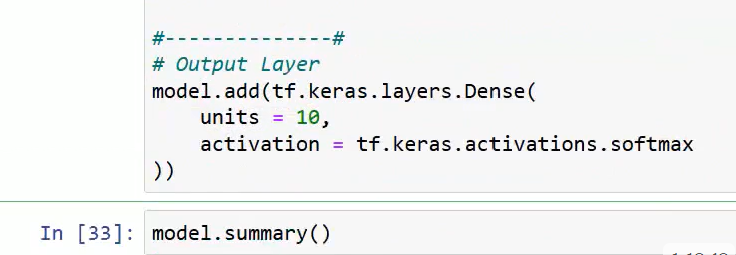 #--------------#
# Output Layer
model.add(tf.keras.layers.Dense(
    units = 10,
    activation = tf.keras.activations.softmax
))
In [33]: model.summary()